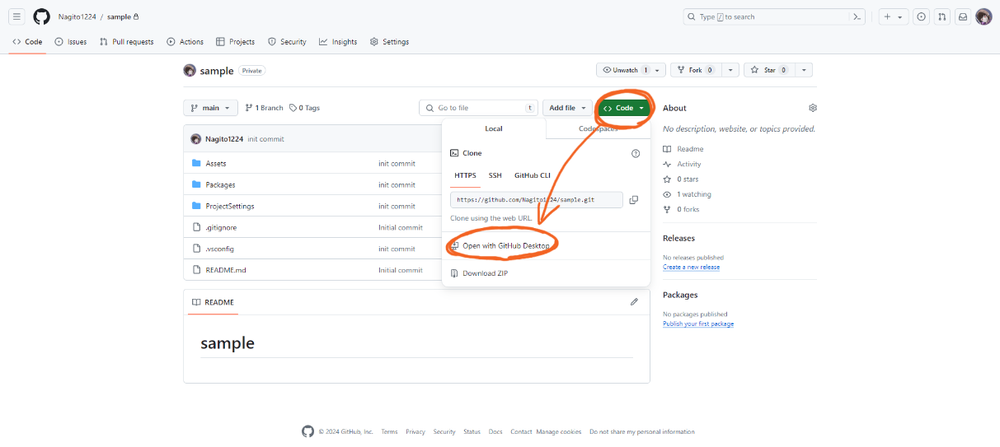 Nagito1224 / sample
Type / to search
Code Issues Pull requests Actions Projects Security Insights Settings
sample Private
Unwatch 1 Fork 0 Star 0
main 1 Branch 0 Tags
Go to file t Add file Code
Nagito1224 init commit
Assets init commit
Packages init commit
ProjectSettings init commit
.gitignore Initial commit
.vsconfig init commit
README.md Initial commit
Local Codespaces
Clone
HTTPS SSH GitHub CLI
https://github.com/Nagito1224/sample.git
Clone using the web URL.
Open with GitHub Desktop
Download ZIP
README
sample
About
No description, website, or topics provided.
Readme
Activity
0 stars
1 watching
0 forks
Releases
No releases published
Create a new release
Packages
No packages published
Publish your first package
© 2024 GitHub, Inc. Terms Privacy Security Status Docs Contact Manage cookies Do not share my personal information